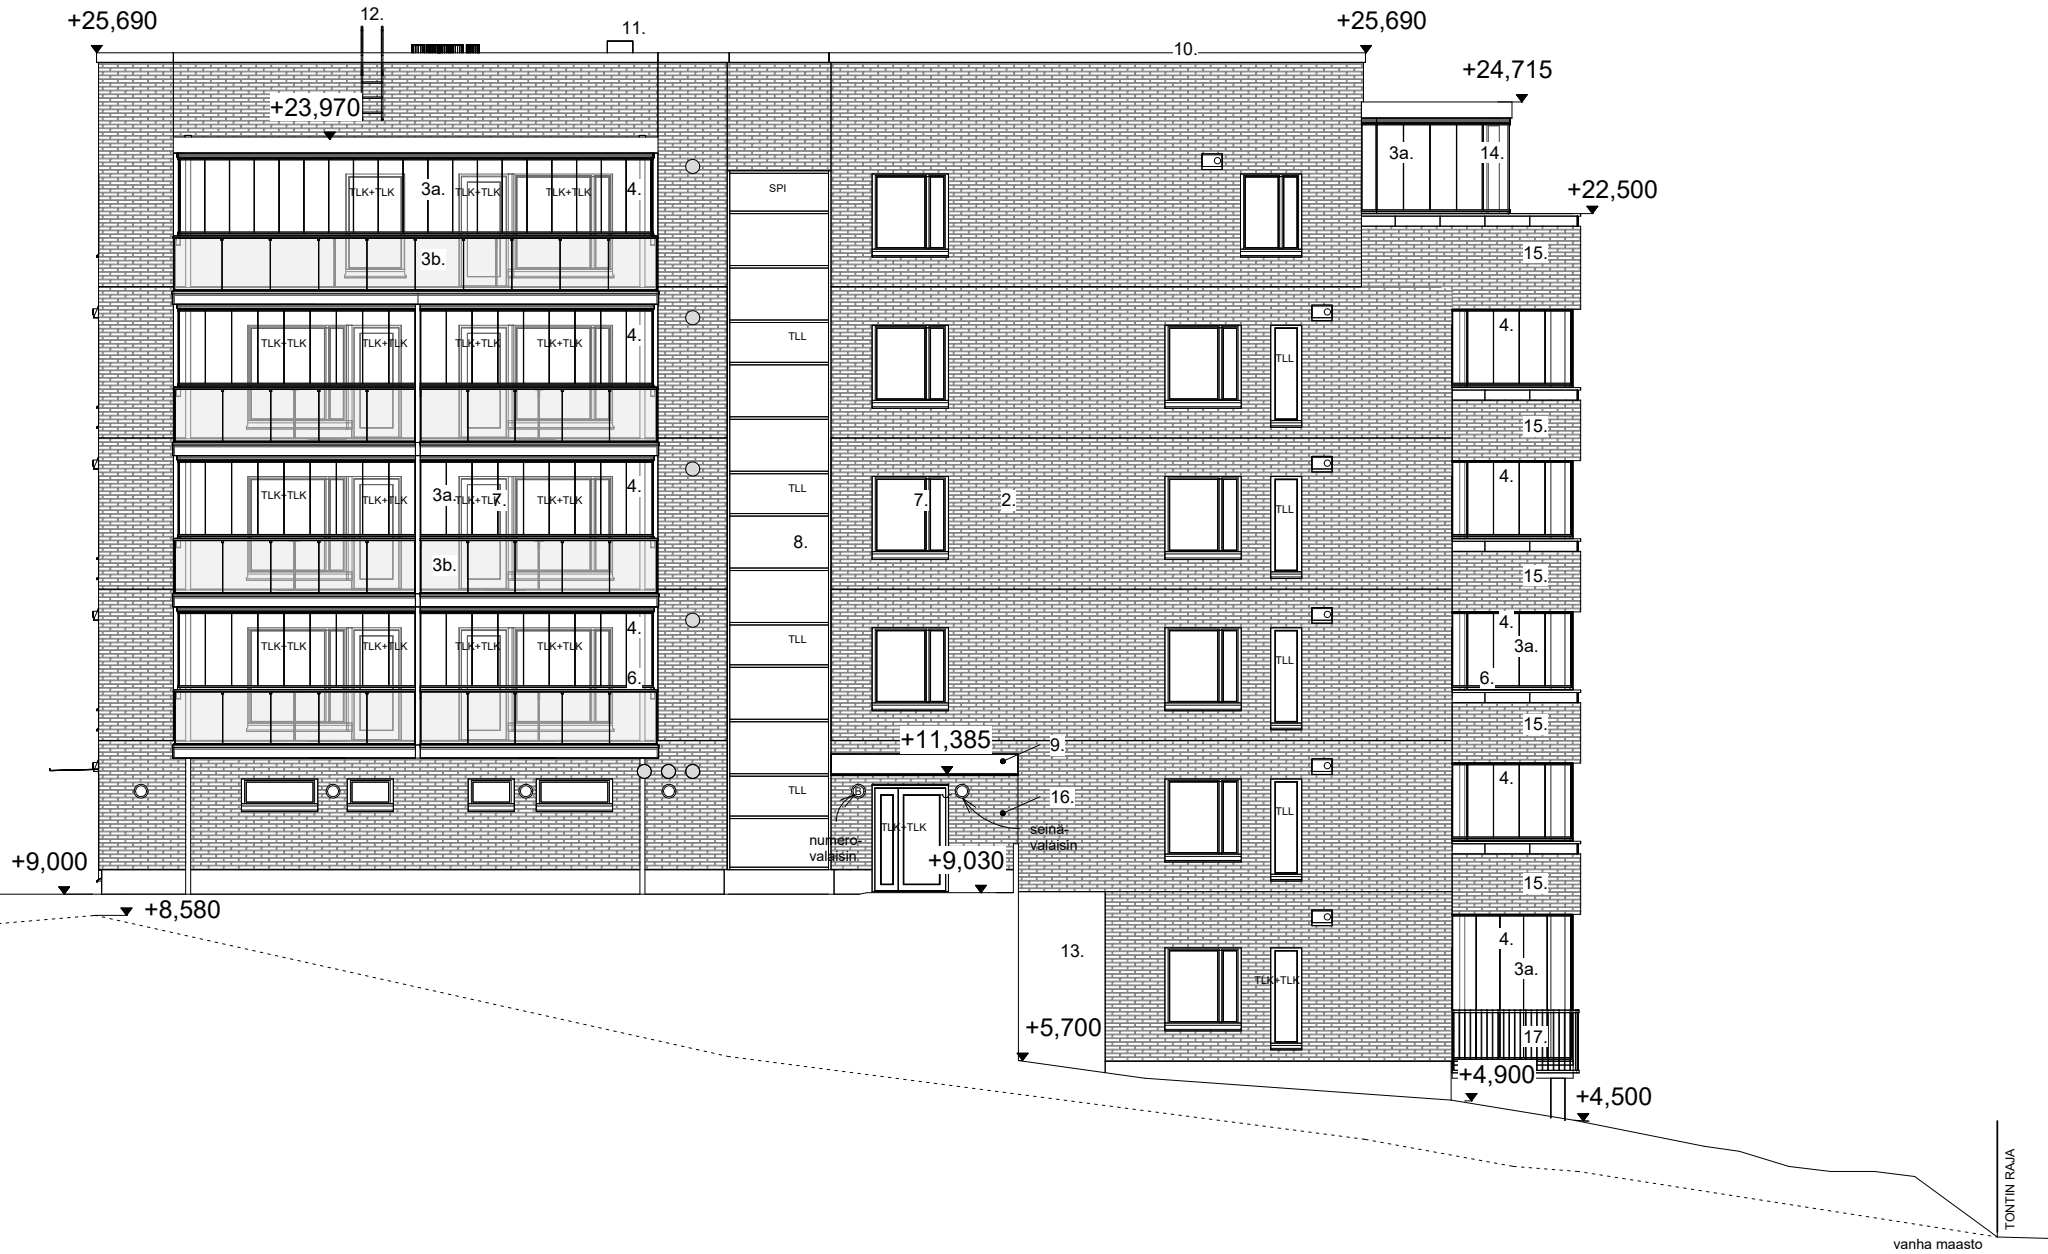 12.
+25,690
11.
+25,690
10.
+24,715
+23,970
3a.
14.
TLK+TLK
3a.
TLK+TLK
TLK+TLK
4.
SPI
+22,500
3b.
15.
4.
TLK+TLK
TLK+TLK
TLK+TLK
TLK+TLK
4.
TLL
TLL
15.
4.
TLK+TLK
TLK+TLK
3a.
TLK+TLK
7.
TLK+TLK
4.
TLL
7.
2.
TLL
8.
3b.
15.
4.
TLK+TLK
TLK+TLK
TLK+TLK
TLK+TLK
4.
TLL
TLL
3a.
6.
6.
15.
+11,385
9.
4.
TLL
16.
TLL
TLK+TLK
numero-
valaisin
seinä-
valaisin
+9,000
+9,030
15.
+8,580
13.
4.
3a.
TLK+TLK
+5,700
17.
+4,900
+4,500
TONTIN RAJA
vanha maasto